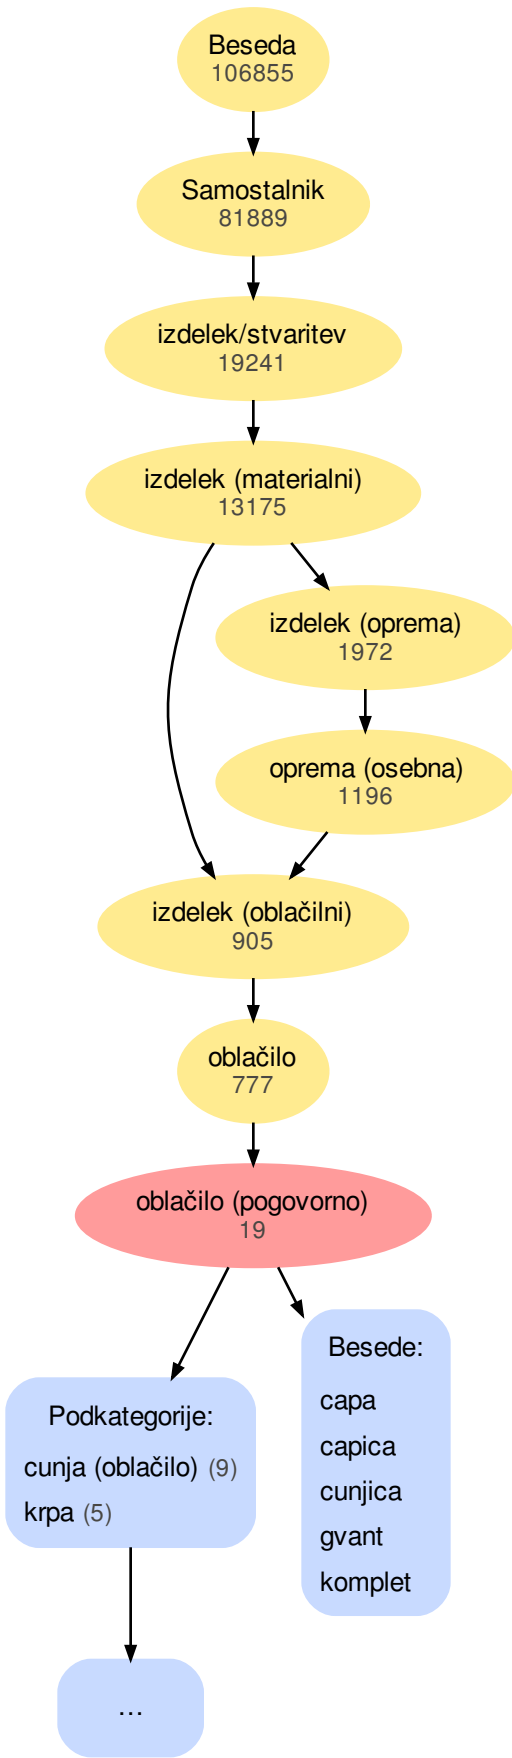 Beseda
106855
Samostalnik
81889
izdelek/stvaritev
19241
izdelek (materialni)
13175
izdelek (oprema)
1972
oprema (osebna)
1196
izdelek (oblačilni)
905
oblačilo
777
oblačilo (pogovorno)
19
Besede:
capa
capica
cunjica
gvant
komplet
Podkategorije:
cunja (oblačilo) (9)
krpa (5)
...